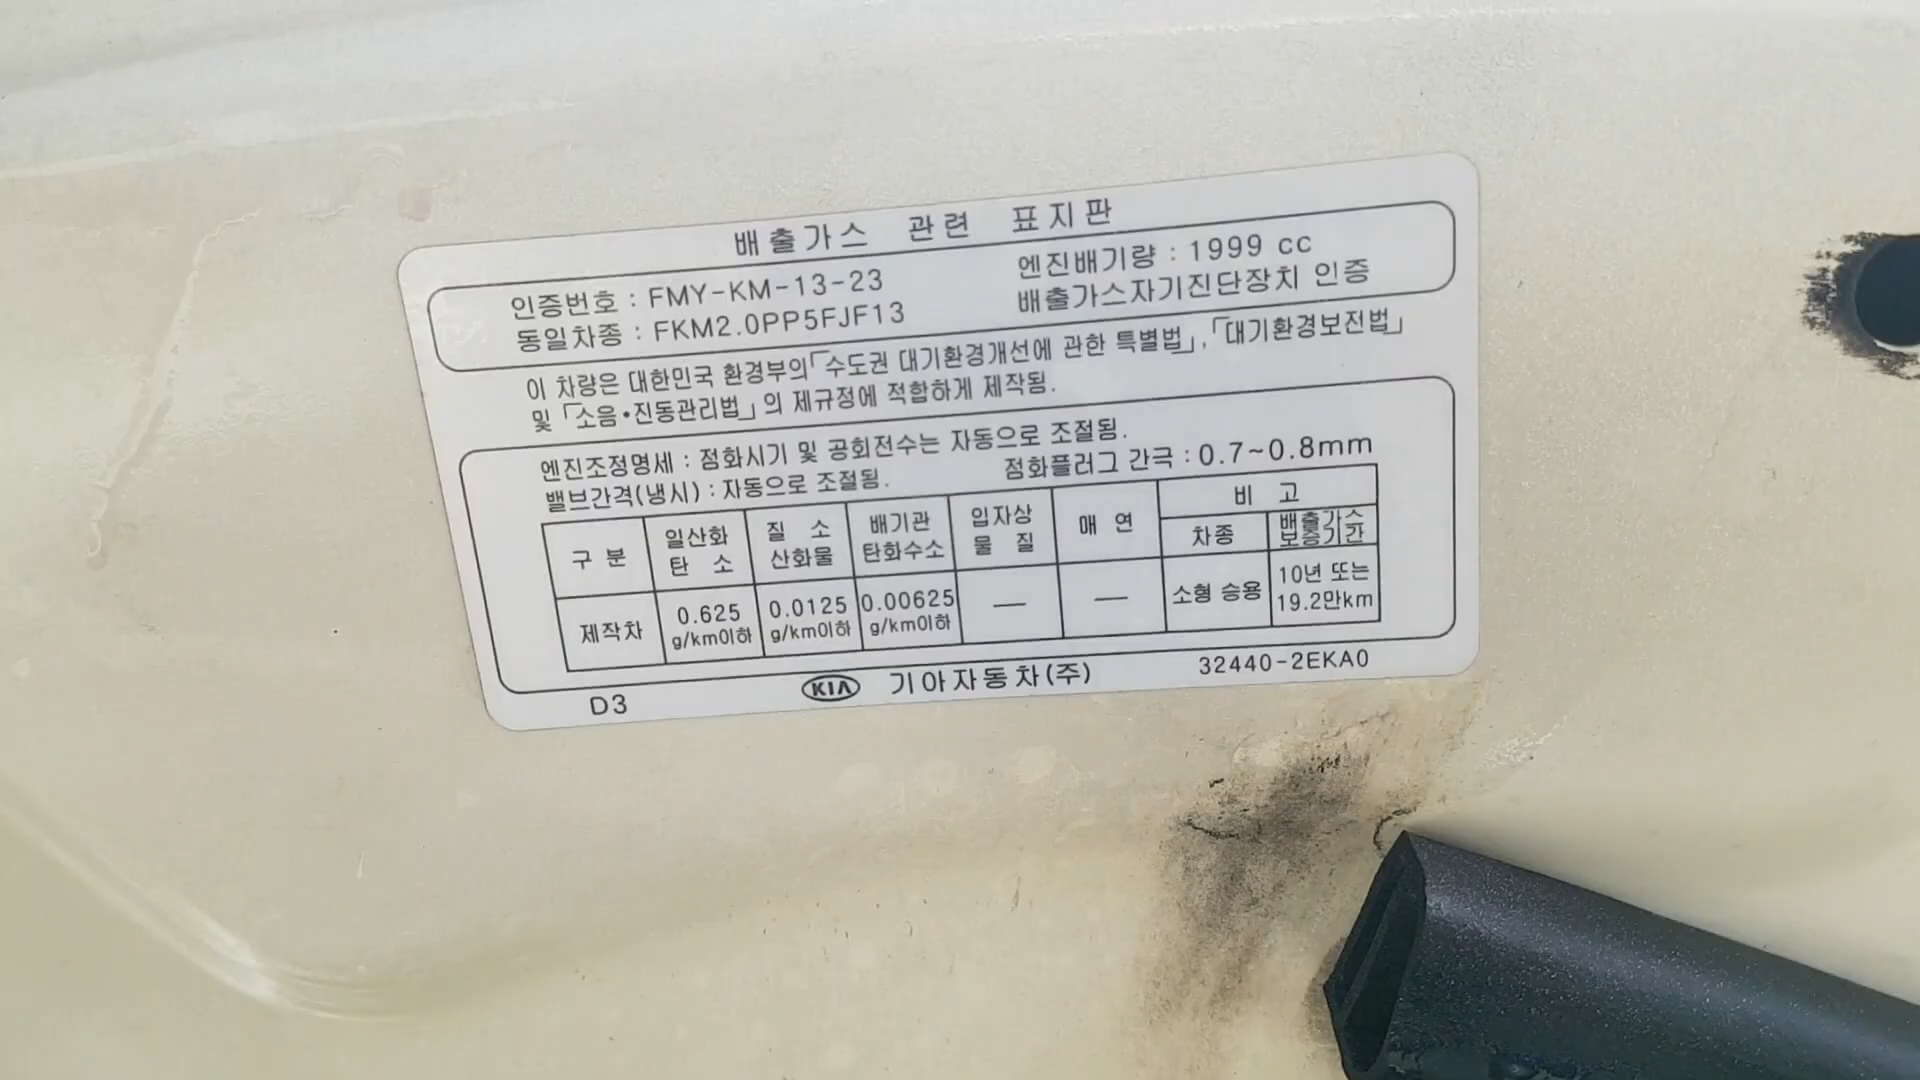 배출가스 관련 표지판
인증번호 : FMY-KM-13-23 엔진배기량 : 1999 cc
동일차종 : FKM2.0PP5FJF13 배출가스자기진단장치 인증
이 차량은 대한민국 환경부의「수도권 대기환경개선에 관한 특별법」,「대기환경보전법」
및 「소음•진동관리법」의 제규정에 적합하게 제작됨.
엔진조정명세 : 점화시기 및 공회전수는 자동으로 조절됨.
밸브간격(냉시) : 자동으로 조절됨. 점화플러그 간극 : 0.7~0.8mm
구 분 일산화 탄 소 질 소 산화물 배기관 탄화수소 입자상 물 질 매 연 비 고
차종 배출가스 보증기간
제작차 0.625 g/km이하 0.0125 g/km이하 0.00625 g/km이하 — — 소형 승용 10년 또는 19.2만km
D3 KIA 기아자동차(주) 32440-2EKA0